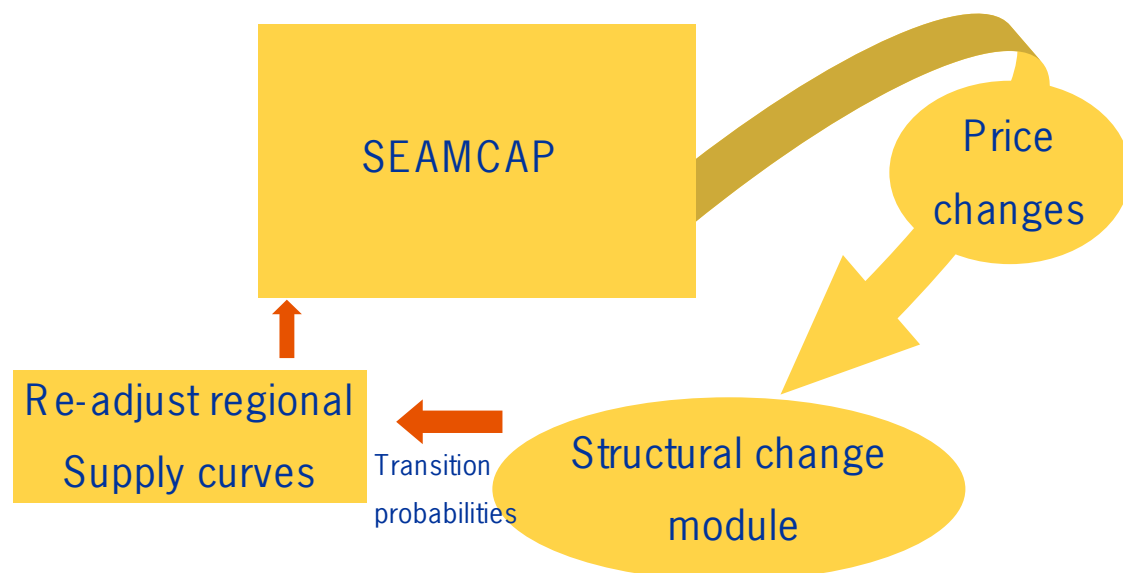 SEAMCAP
Price
changes
Re-adjust regional
Supply curves
Transition
probabilities
Structural change
module